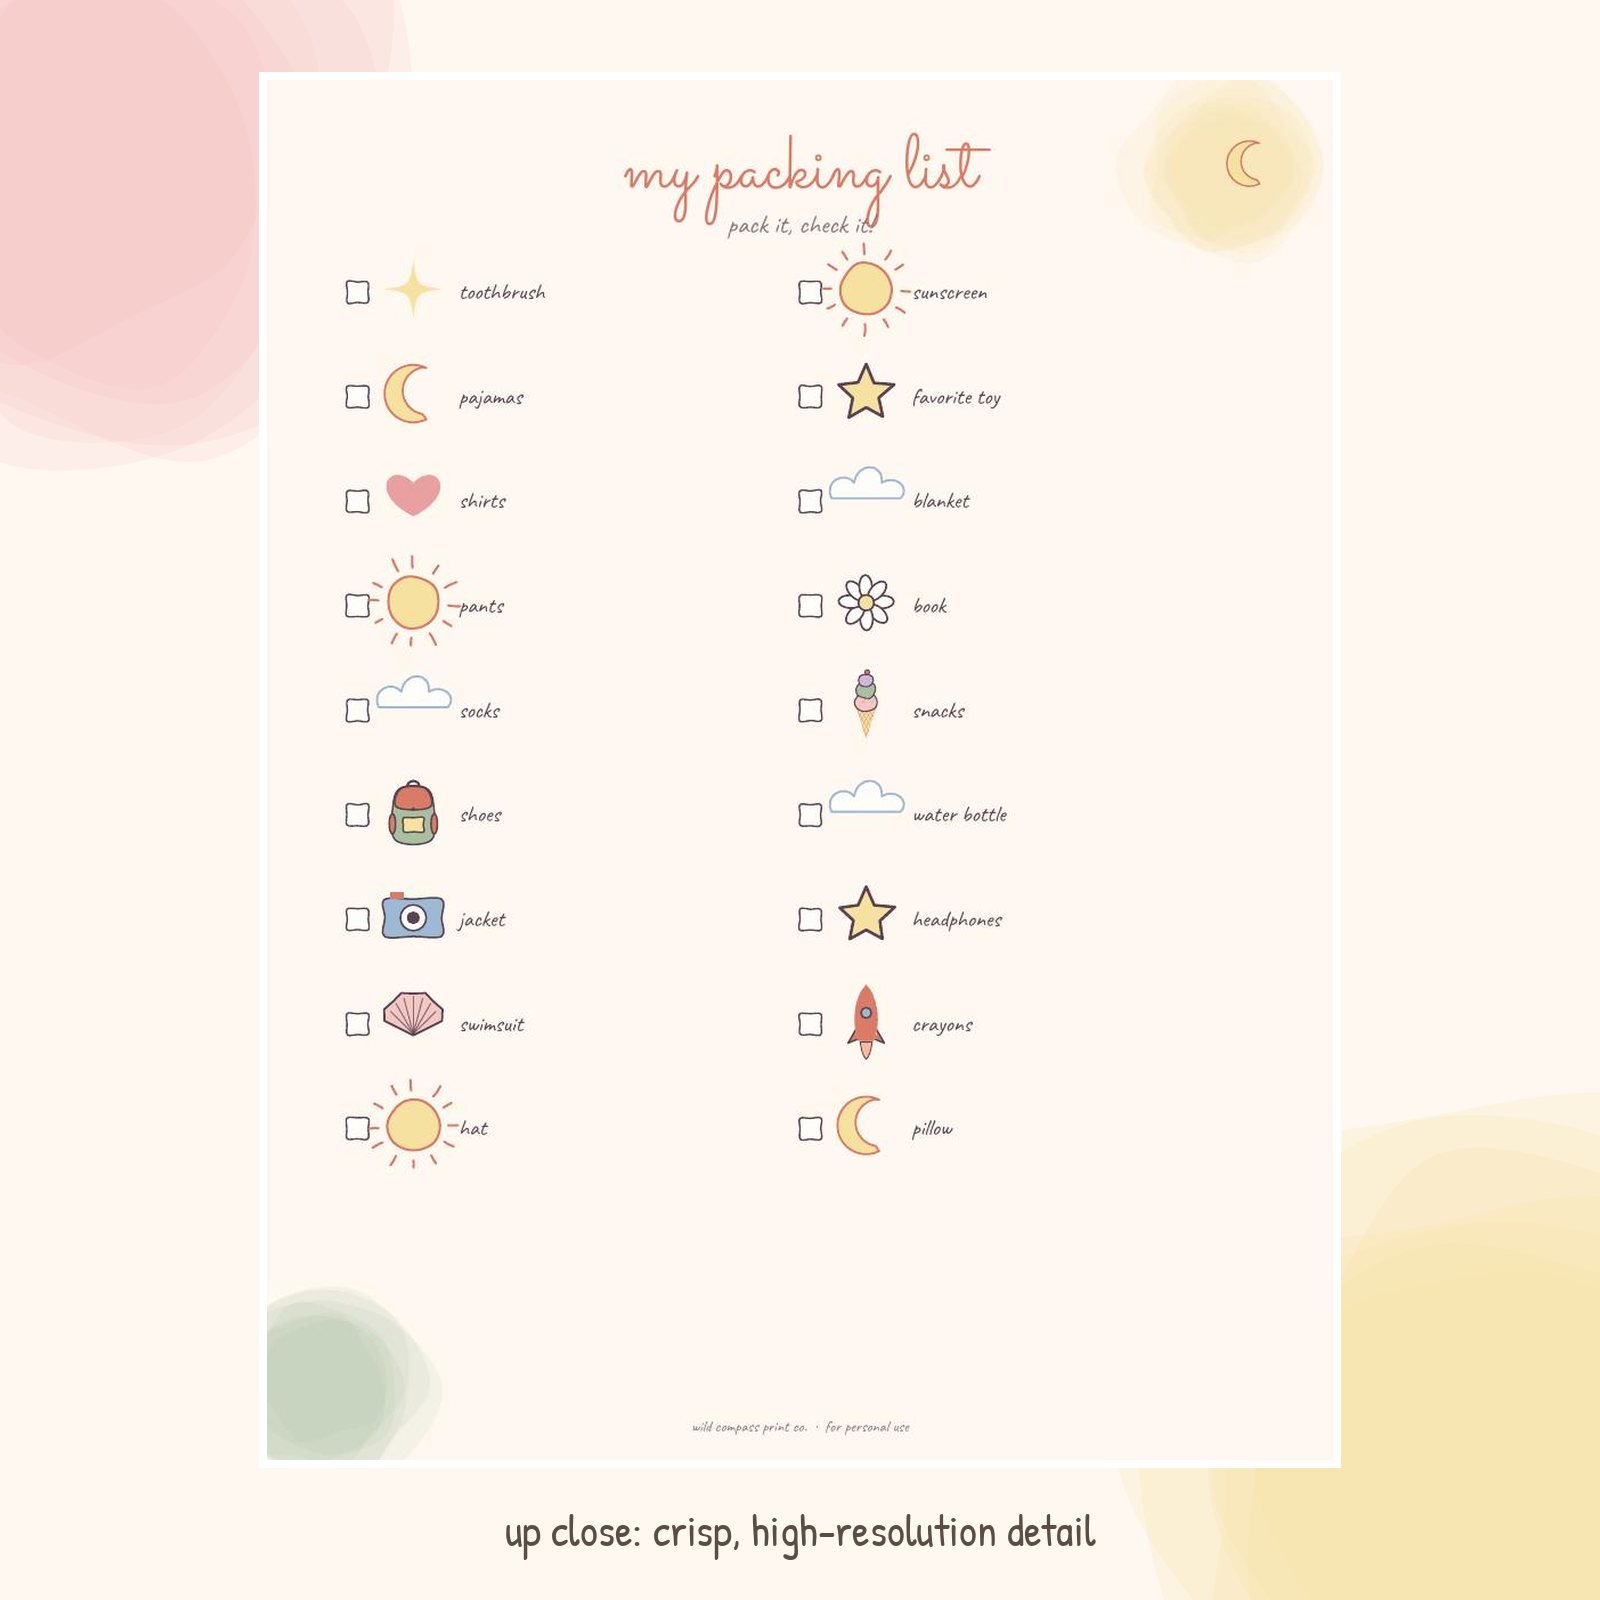 my packing list
pack it, check it!
toothbrush
pajamas
shirts
pants
socks
shoes
jacket
swimsuit
hat
sunscreen
favorite toy
blanket
book
snacks
water bottle
headphones
crayons
pillow
wild compass print co. · for personal use
up close: crisp, high-resolution detail